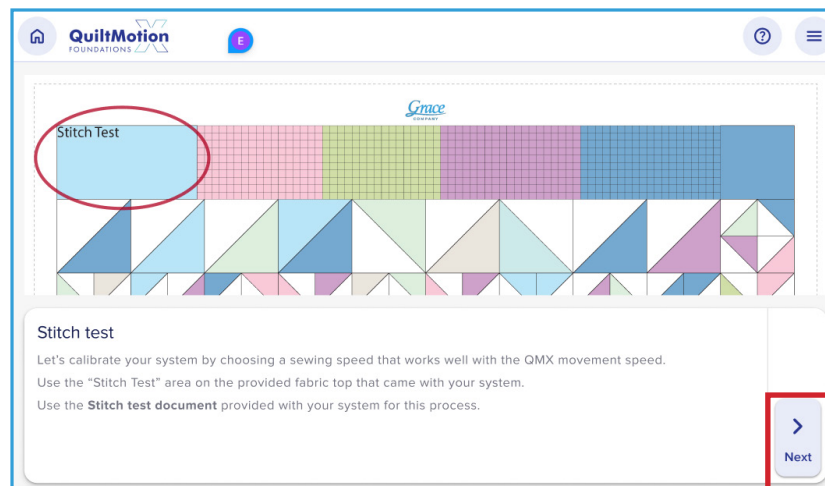 QuiltMotion
FOUNDATIONS
E
?
Grace
COMPANY
Stitch Test
Stitch test
Let's calibrate your system by choosing a sewing speed that works well with the QMX movement speed.
Use the “Stitch Test” area on the provided fabric top that came with your system.
Use the Stitch test document provided with your system for this process.
Next